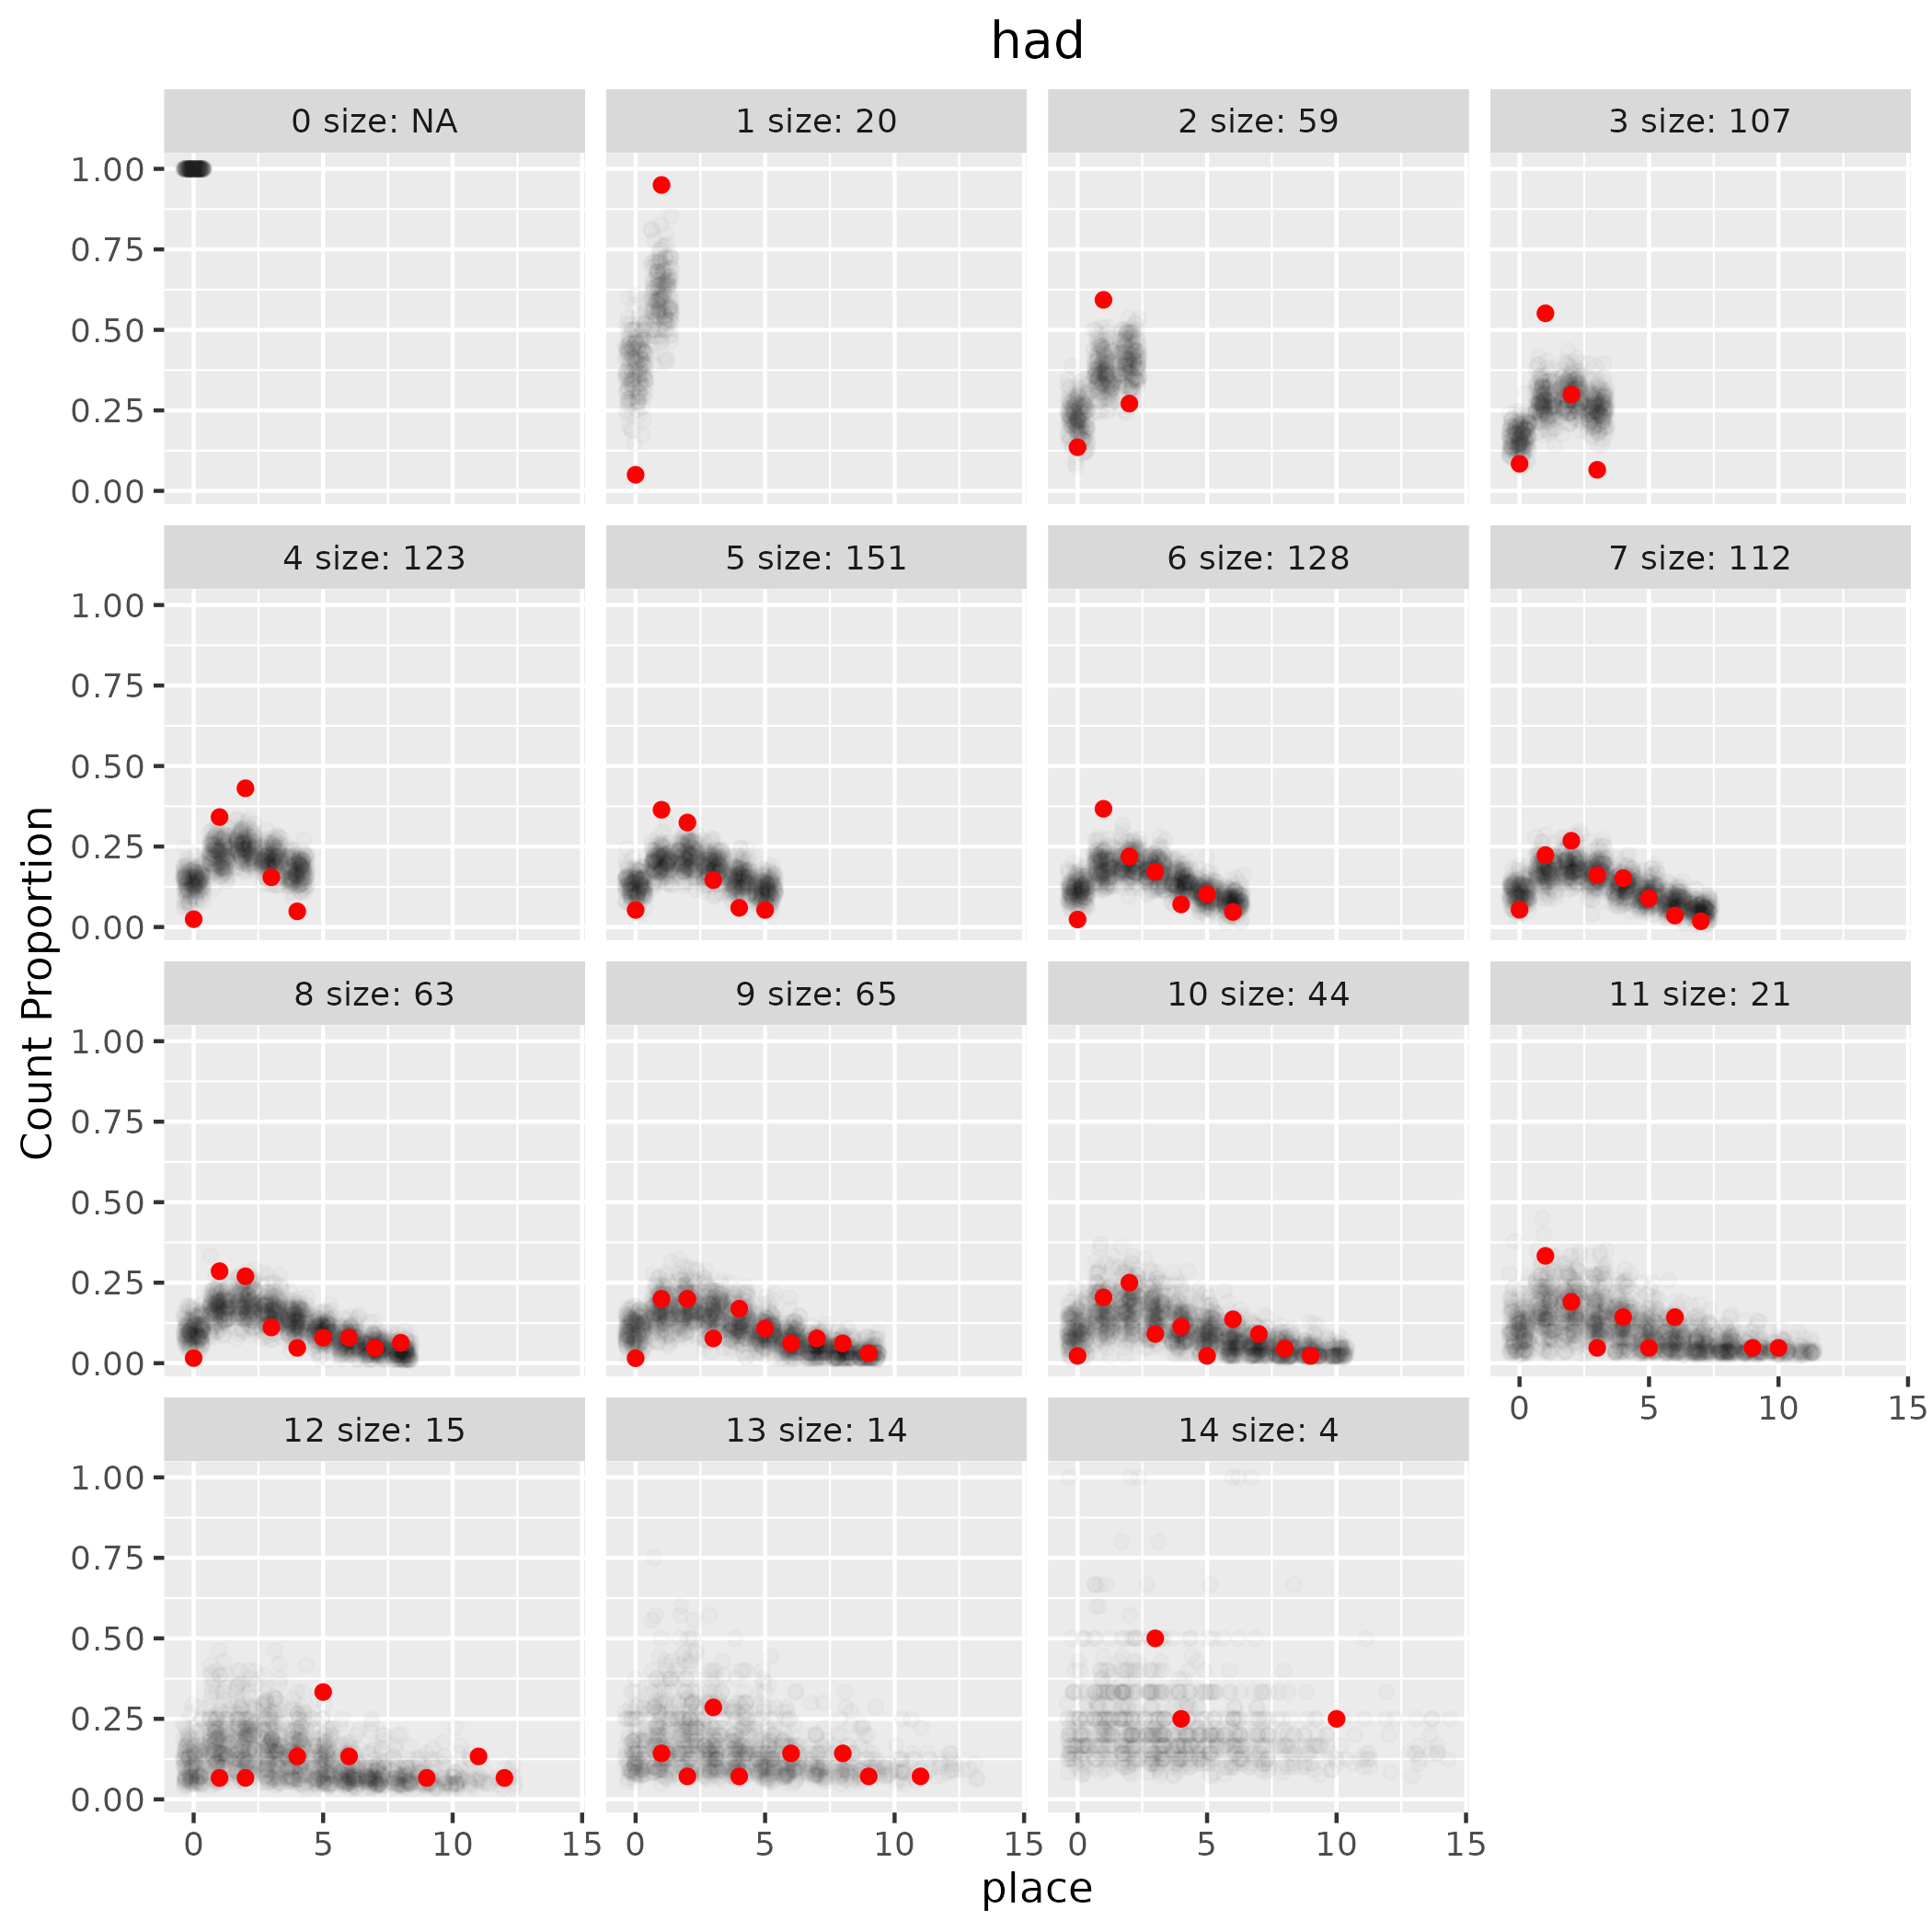 had
0 size: NA
1 size: 20
2 size: 59
3 size: 107
1.00
0.75
0.50
0.25
0.00
4 size: 123
5 size: 151
6 size: 128
7 size: 112
1.00
0.75
0.50
0.25
0.00
Count Proportion
8 size: 63
9 size: 65
10 size: 44
11 size: 21
1.00
0.75
0.50
0.25
0.00
0 5 10 15
12 size: 15
13 size: 14
14 size: 4
1.00
0.75
0.50
0.25
0.00
0 5 10 15
0 5 10 15
0 5 10 15
place